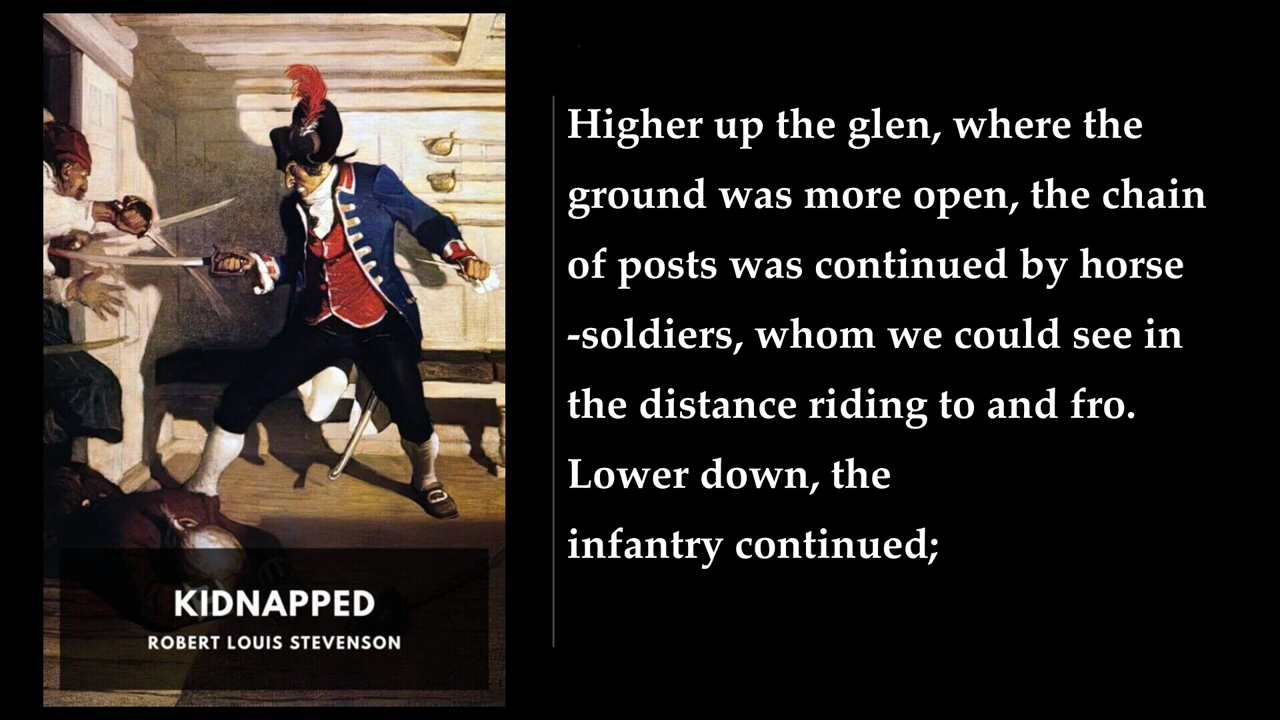 KIDNAPPED
ROBERT LOUIS STEVENSON
Higher up the glen, where the
ground was more open, the chain
of posts was continued by horse
-soldiers, whom we could see in
the distance riding to and fro.
Lower down, the
infantry continued;